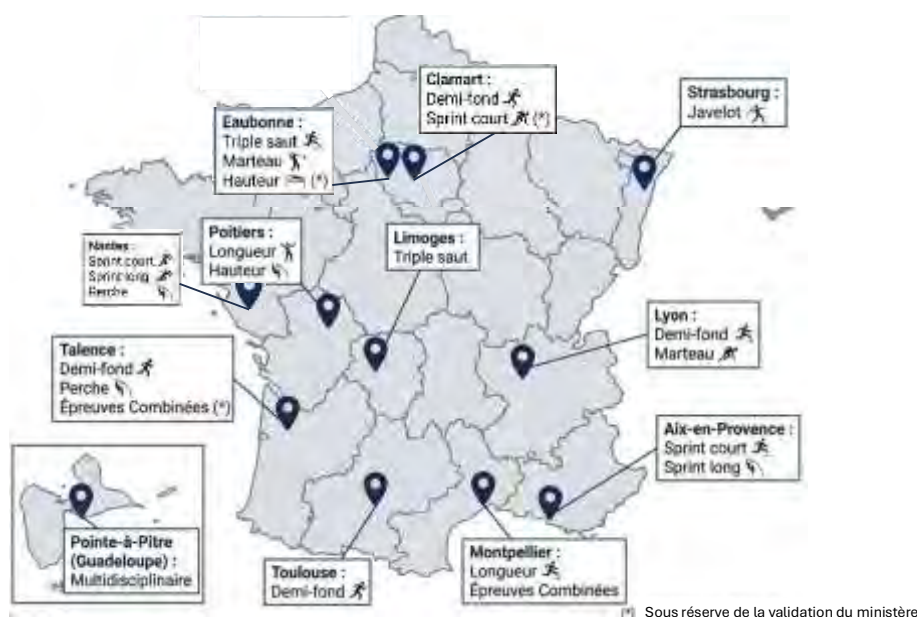 Clamart :
Demi-fond
Sprint court (*)
Strasbourg :
Javelot
Eaubonne :
Triple saut
Marteau
Hauteur (*)
Poitiers :
Longueur
Hauteur
Limoges :
Triple saut
Nantes :
Sprint court
Sprint long
Perche
Lyon :
Demi-fond
Marteau
Talence :
Demi-fond
Perche
Épreuves Combinées (*)
Aix-en-Provence :
Sprint court
Sprint long
Pointe-à-Pitre
(Guadeloupe) :
Multidisciplinaire
Toulouse :
Demi-fond
Montpellier :
Longueur
Épreuves Combinées
(*) Sous réserve de la validation du ministère